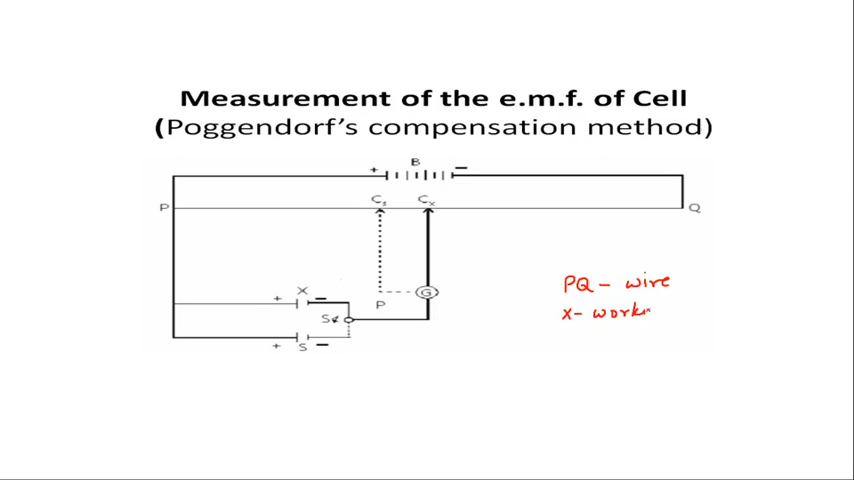 Measurement of the e.m.f. of Cell
(Poggendorf's compensation method)
+ B −
P Cs Cx Q
G
P
+ X −
S
+ S −
PQ - wire
x - work